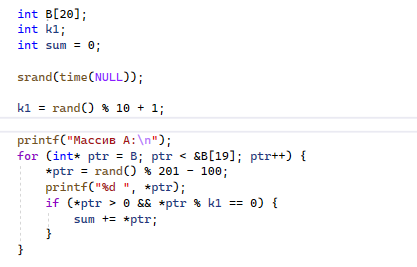 int B[20];
int k1;
int sum = 0;
srand(time(NULL));
k1 = rand() % 10 + 1;
printf("Массив A:\n");
for (int* ptr = B; ptr < &B[19]; ptr++) {
*ptr = rand() % 201 - 100;
printf("%d ", *ptr);
if (*ptr > 0 && *ptr % k1 == 0) {
sum += *ptr;
}
}